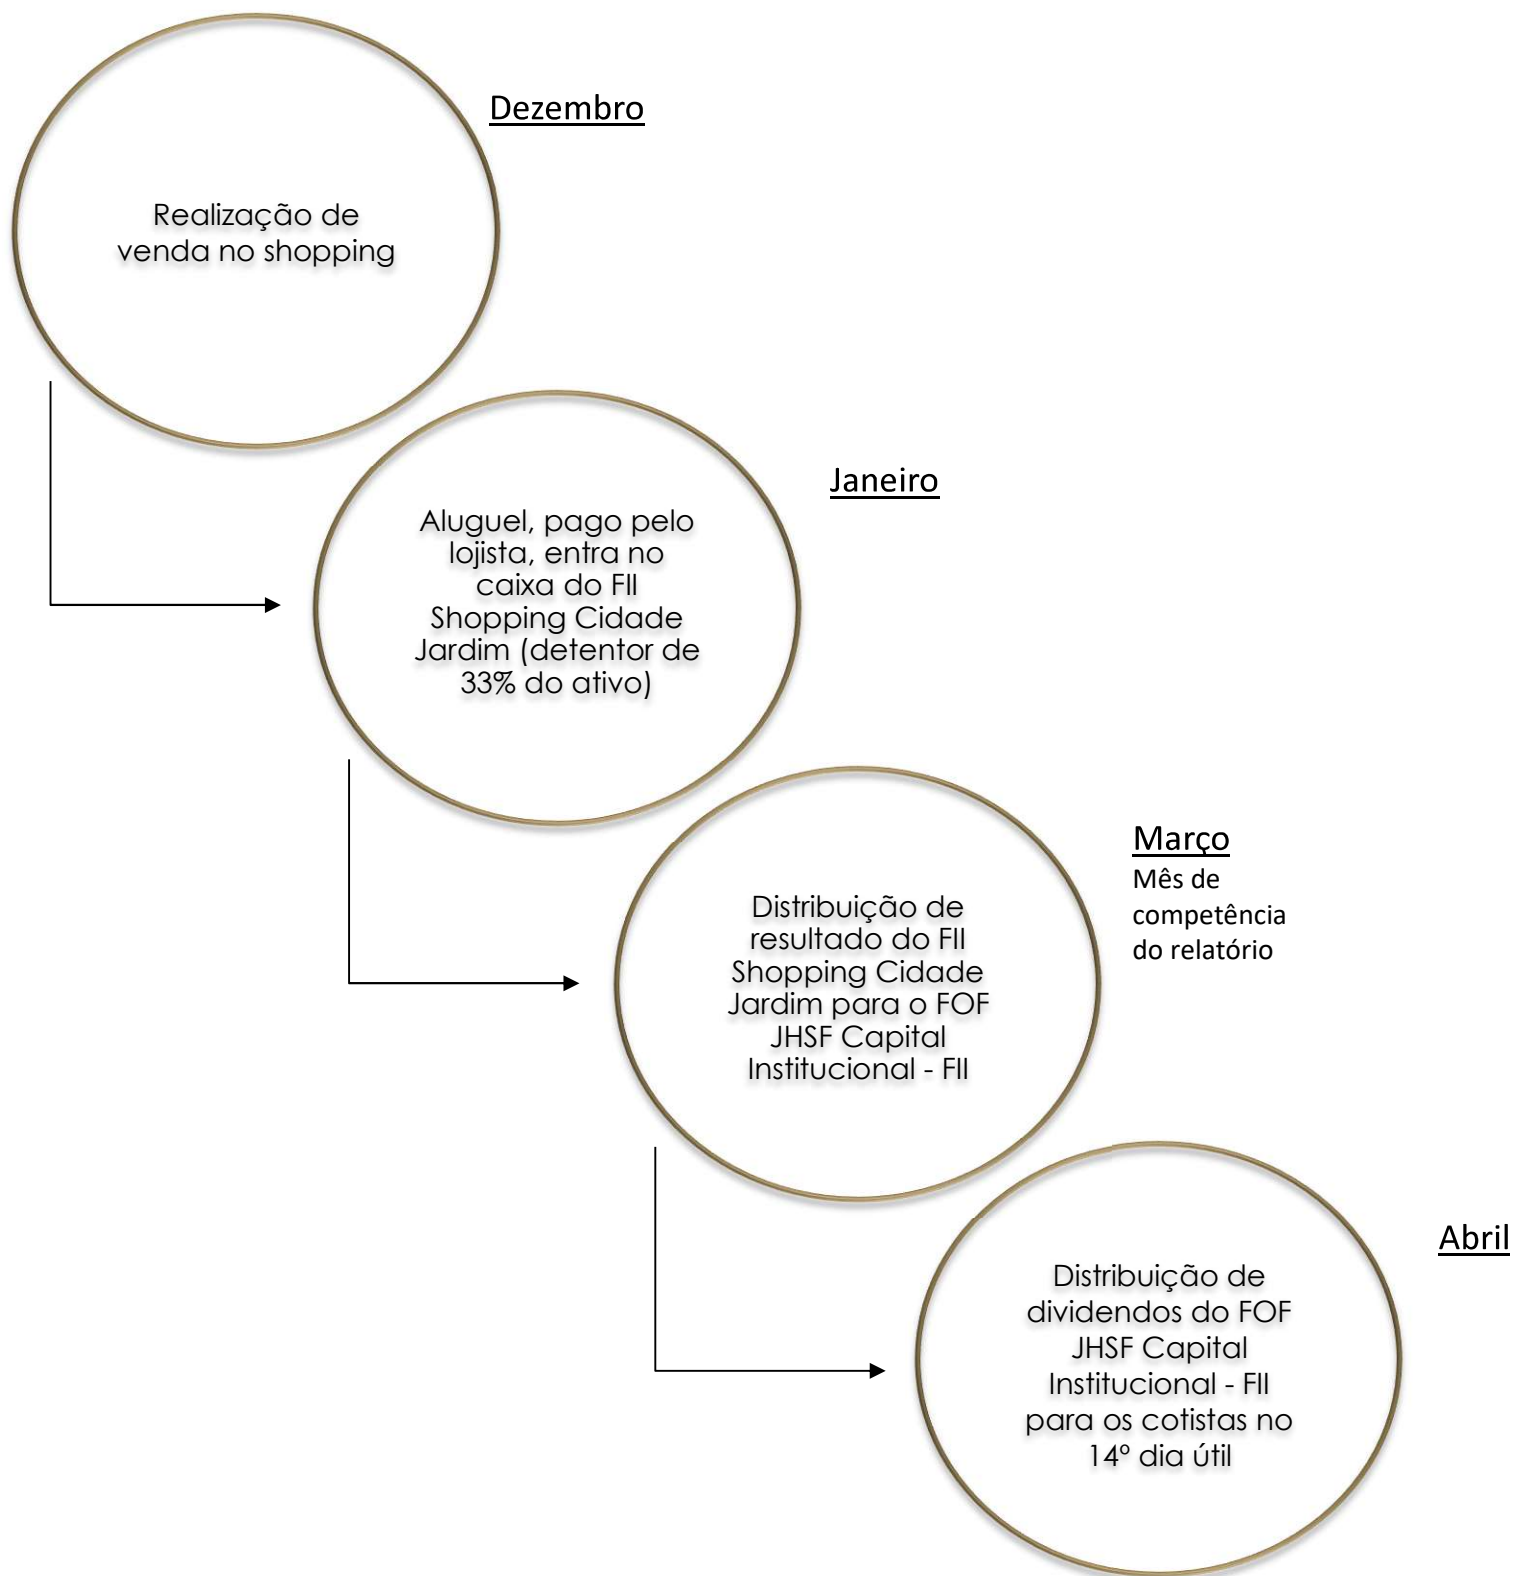 Dezembro
Realização de
venda no shopping
Janeiro
Aluguel, pago pelo
lojista, entra no
caixa do FII
Shopping Cidade
Jardim (detentor de
33% do ativo)
Março
Mês de
competência
do relatório
Distribuição de
resultado do FII
Shopping Cidade
Jardim para o FOF
JHSF Capital
Institucional - FII
Abril
Distribuição de
dividendos do FOF
JHSF Capital
Institucional - FII
para os cotistas no
14º dia útil